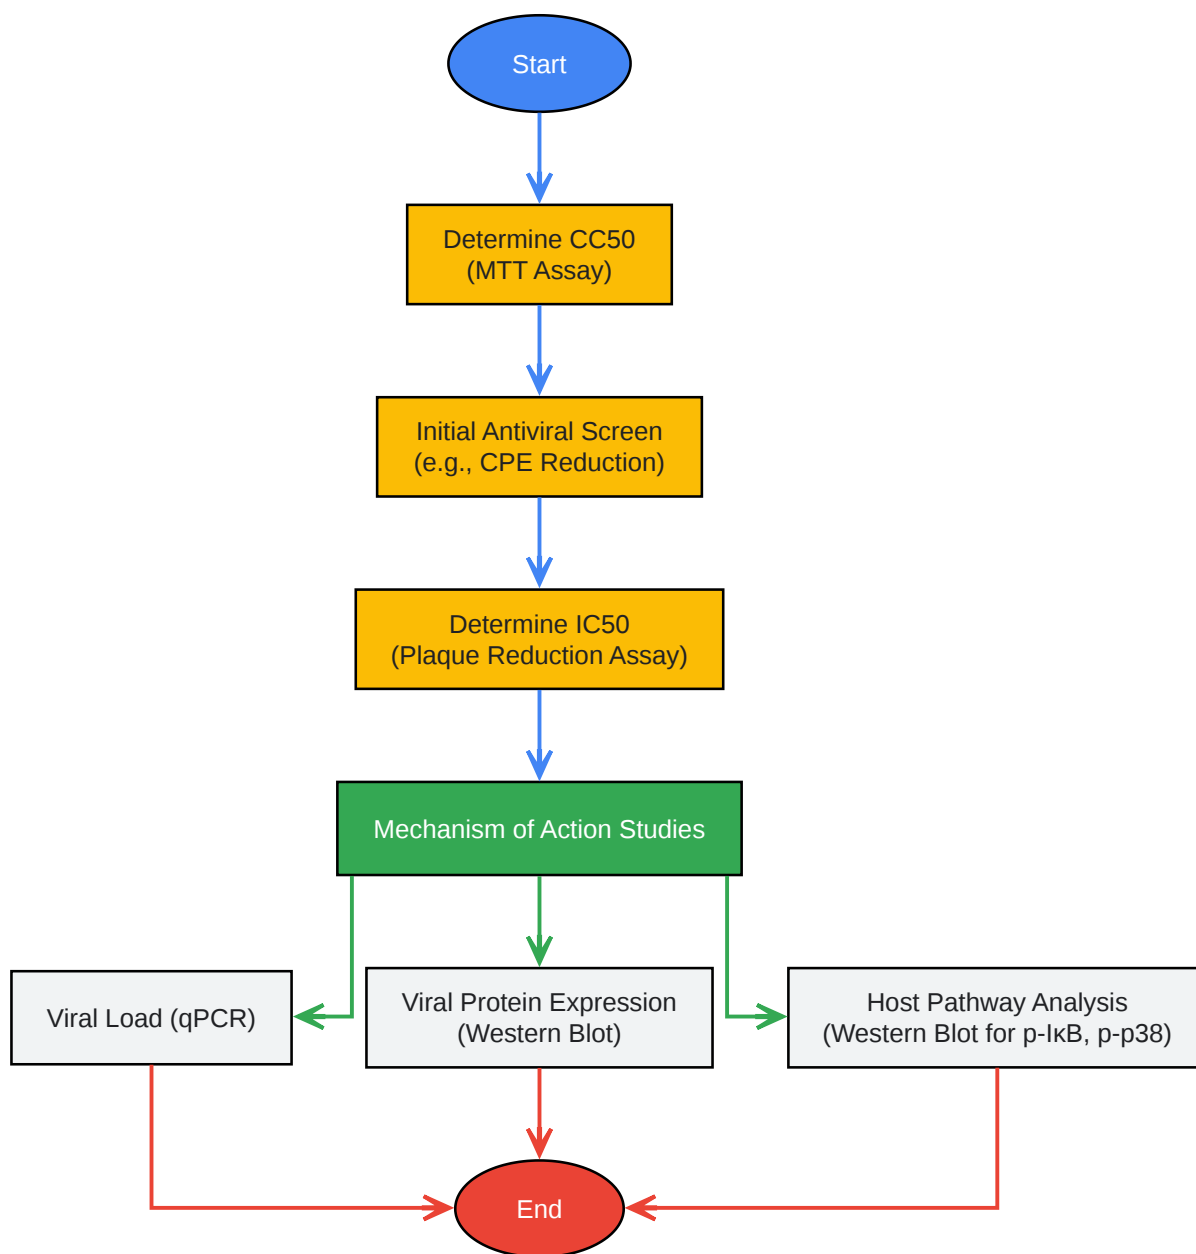 Start
Determine CC50
(MTT Assay)
Initial Antiviral Screen
(e.g., CPE Reduction)
Determine IC50
(Plaque Reduction Assay)
Mechanism of Action Studies
Viral Load (qPCR)
Viral Protein Expression
(Western Blot)
Host Pathway Analysis
(Western Blot for p-IκB, p-p38)
End